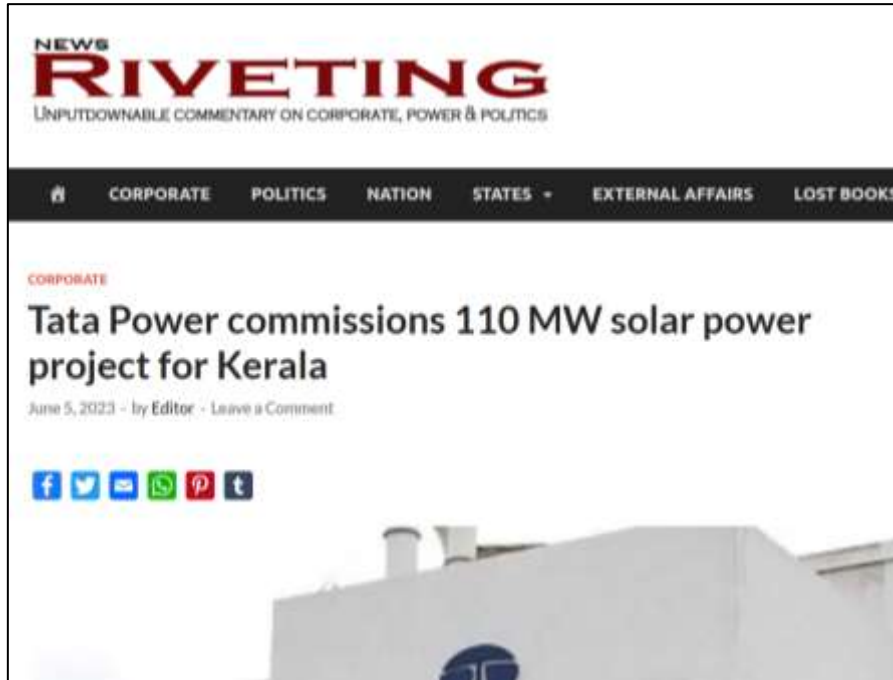 NEWS
RIVETING
UNPUTDOWNABLE COMMENTARY ON CORPORATE, POWER & POLITICS
CORPORATE POLITICS NATION STATES EXTERNAL AFFAIRS LOST BOOKS
CORPORATE
Tata Power commissions 110 MW solar power
project for Kerala
June 5, 2023 - by Editor - Leave a Comment